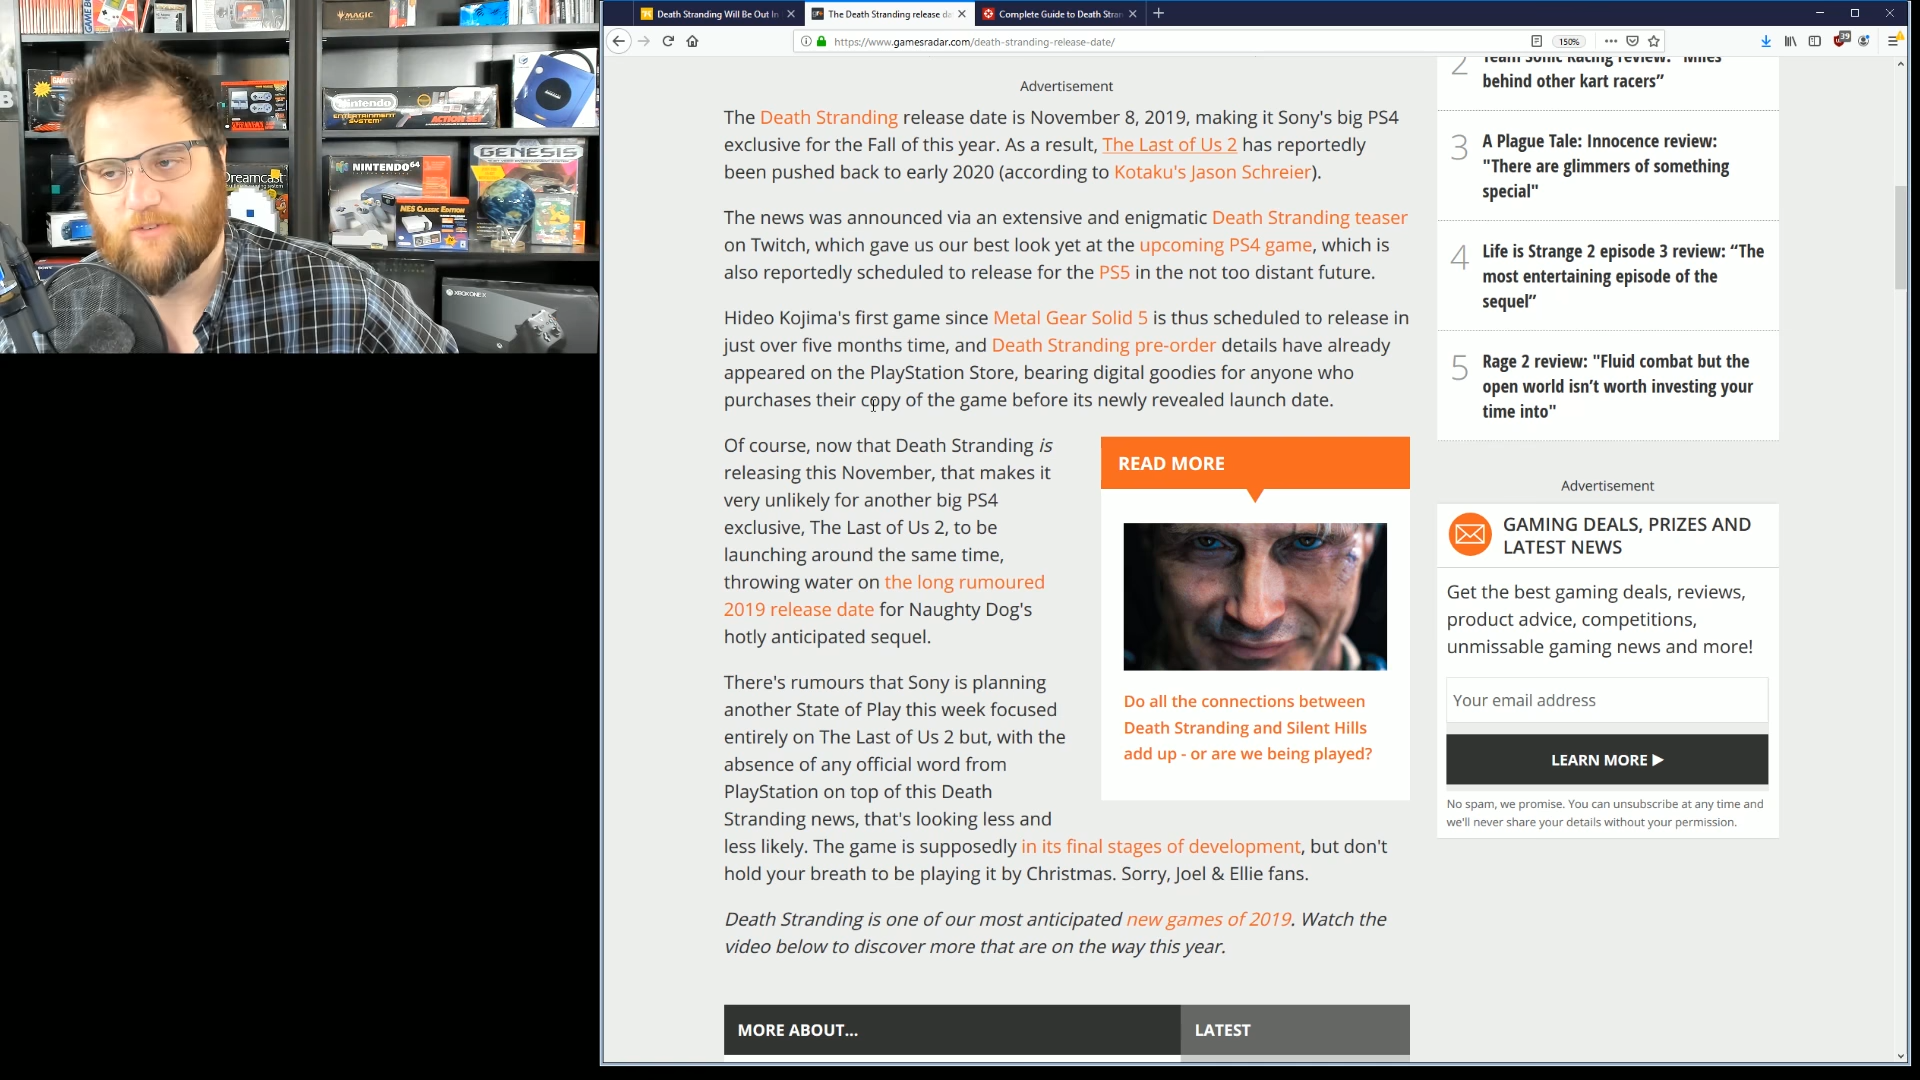 MAGIC
Nintendo
ENTERTAINMENT
SYSTEM
ACTION SET
Dreamcast
NINTENDO 64
NES CLASSIC EDITION
GENESIS
XBOX ONE X
B
Death Stranding Will Be Out In
The Death Stranding release da
Complete Guide to Death Stran
https://www.gamesradar.com/death-stranding-release-date/
150%
Advertisement
The Death Stranding release date is November 8, 2019, making it Sony's big PS4
exclusive for the Fall of this year. As a result, The Last of Us 2 has reportedly
been pushed back to early 2020 (according to Kotaku's Jason Schreier).
The news was announced via an extensive and enigmatic Death Stranding teaser
on Twitch, which gave us our best look yet at the upcoming PS4 game, which is
also reportedly scheduled to release for the PS5 in the not too distant future.
Hideo Kojima's first game since Metal Gear Solid 5 is thus scheduled to release in
just over five months time, and Death Stranding pre-order details have already
appeared on the PlayStation Store, bearing digital goodies for anyone who
purchases their copy of the game before its newly revealed launch date.
Of course, now that Death Stranding is
releasing this November, that makes it
very unlikely for another big PS4
exclusive, The Last of Us 2, to be
launching around the same time,
throwing water on the long rumoured
2019 release date for Naughty Dog's
hotly anticipated sequel.
There's rumours that Sony is planning
another State of Play this week focused
entirely on The Last of Us 2 but, with the
absence of any official word from
PlayStation on top of this Death
Stranding news, that's looking less and
less likely. The game is supposedly in its final stages of development, but don't
hold your breath to be playing it by Christmas. Sorry, Joel & Ellie fans.
Death Stranding is one of our most anticipated new games of 2019. Watch the
video below to discover more that are on the way this year.
READ MORE
Do all the connections between
Death Stranding and Silent Hills
add up - or are we being played?
MORE ABOUT...
LATEST
2
Team Sonic Racing review: "Miles
behind other kart racers”
3
A Plague Tale: Innocence review:
"There are glimmers of something
special"
4
Life is Strange 2 episode 3 review: “The
most entertaining episode of the
sequel”
5
Rage 2 review: "Fluid combat but the
open world isn’t worth investing your
time into"
Advertisement
GAMING DEALS, PRIZES AND
LATEST NEWS
Get the best gaming deals, reviews,
product advice, competitions,
unmissable gaming news and more!
Your email address
LEARN MORE ▶
No spam, we promise. You can unsubscribe at any time and
we'll never share your details without your permission.